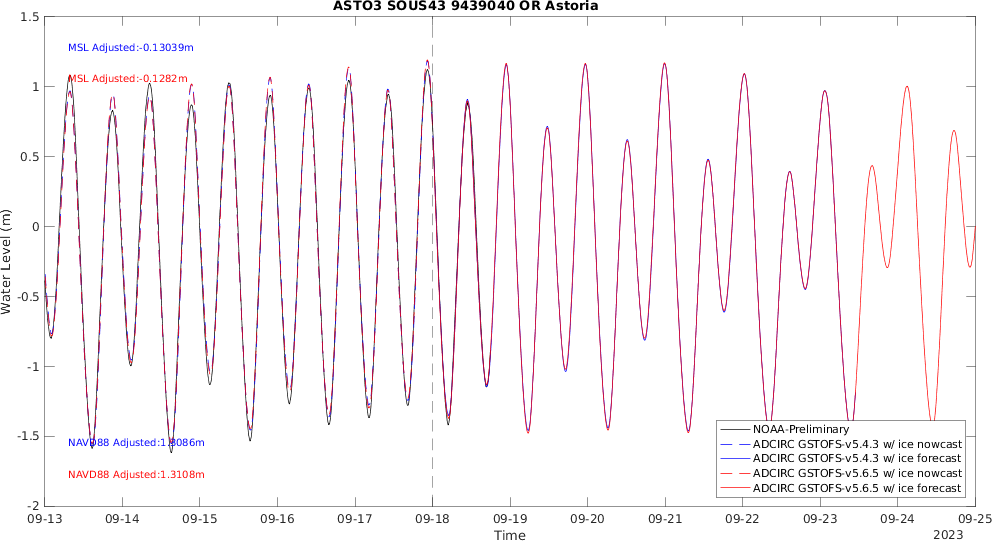 ASTO3 SOUS43 9439040 OR Astoria
1.5
MSL Adjusted:-0.13039m
MSL Adjusted:-0.1282m
1
0.5
0
-0.5
-1
-1.5
-2
Water Level (m)
NAVD88 Adjusted:1.3086m
NAVD88 Adjusted:1.3108m
NOAA-Preliminary
ADCIRC GSTOFS-v5.4.3 w/ ice nowcast
ADCIRC GSTOFS-v5.4.3 w/ ice forecast
ADCIRC GSTOFS-v5.6.5 w/ ice nowcast
ADCIRC GSTOFS-v5.6.5 w/ ice forecast
09-13 09-14 09-15 09-16 09-17 09-18 09-19 09-20 09-21 09-22 09-23 09-24 09-25
Time
2023